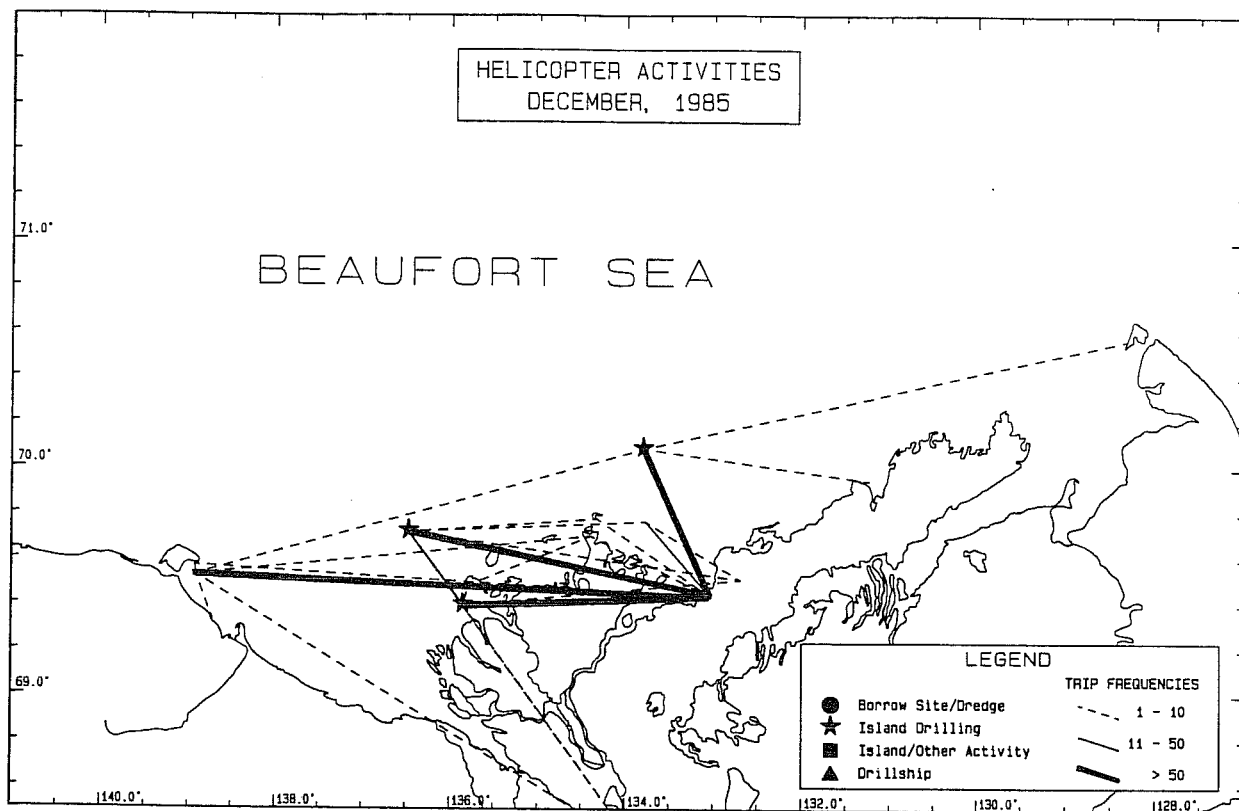 HELICOPTER ACTIVITIES
DECEMBER, 1985
71.0°
BEAUFORT SEA
70.0°
69.0°
LEGEND
TRIP FREQUENCIES
Borrow Site/Dredge
1 - 10
Island Drilling
11 - 50
Island/Other Activity
Drillship
> 50
140.0°
138.0°
136.0°
134.0°
132.0°
130.0°
128.0°